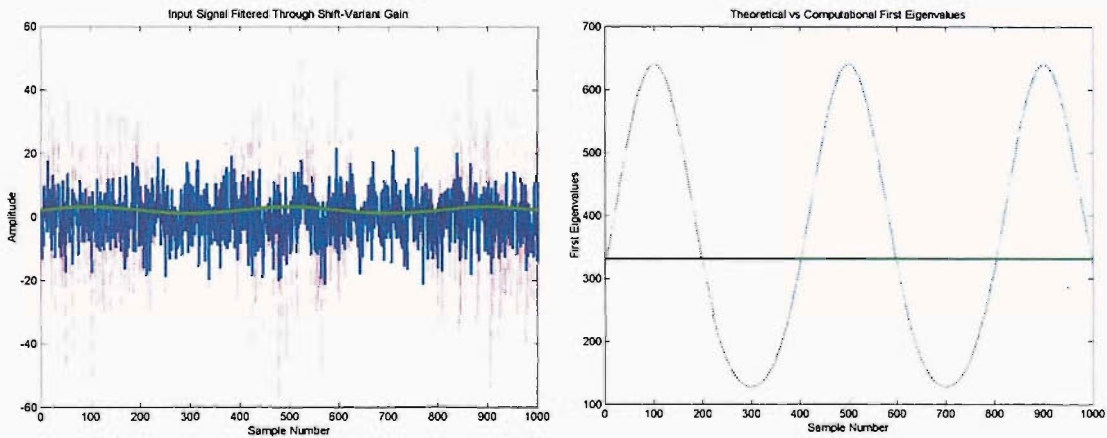 Input Signal Filtered Through Shift-Variant Gain
60
40
20
0
-20
-40
-60
Amplitude
0 100 200 300 400 500 600 700 800 900 1000
Sample Number
Theoretical vs Computational First Eigenvalues
700
600
500
400
300
200
100
First Eigenvalues
0 100 200 300 400 500 600 700 800 900 1000
Sample Number